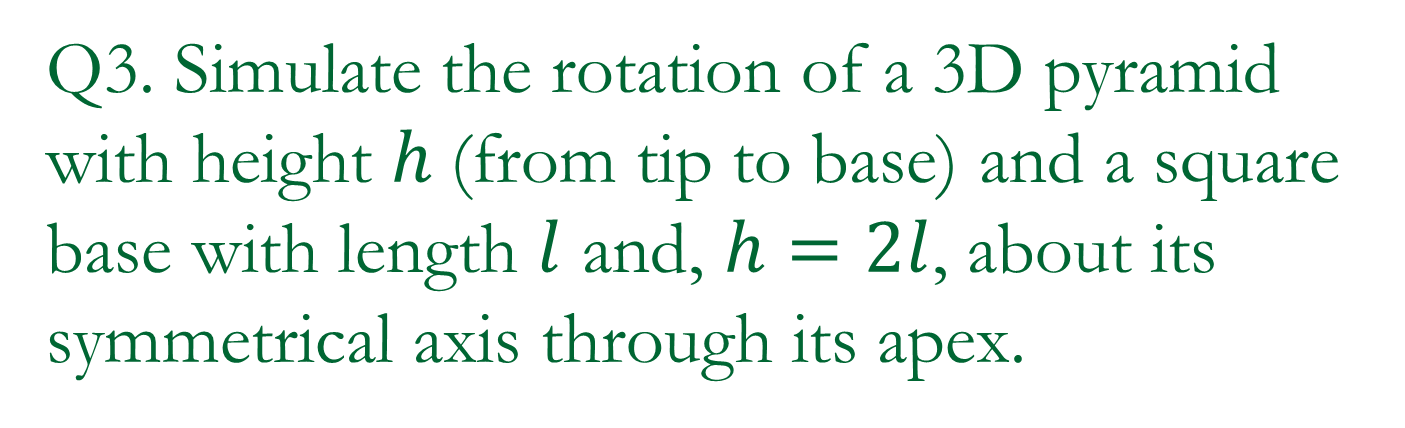 Q3. Simulate the rotation of a 3D pyramid
with height ℎ (from tip to base) and a square
base with length 𝑙 and, ℎ = 2𝑙, about its
symmetrical axis through its apex.